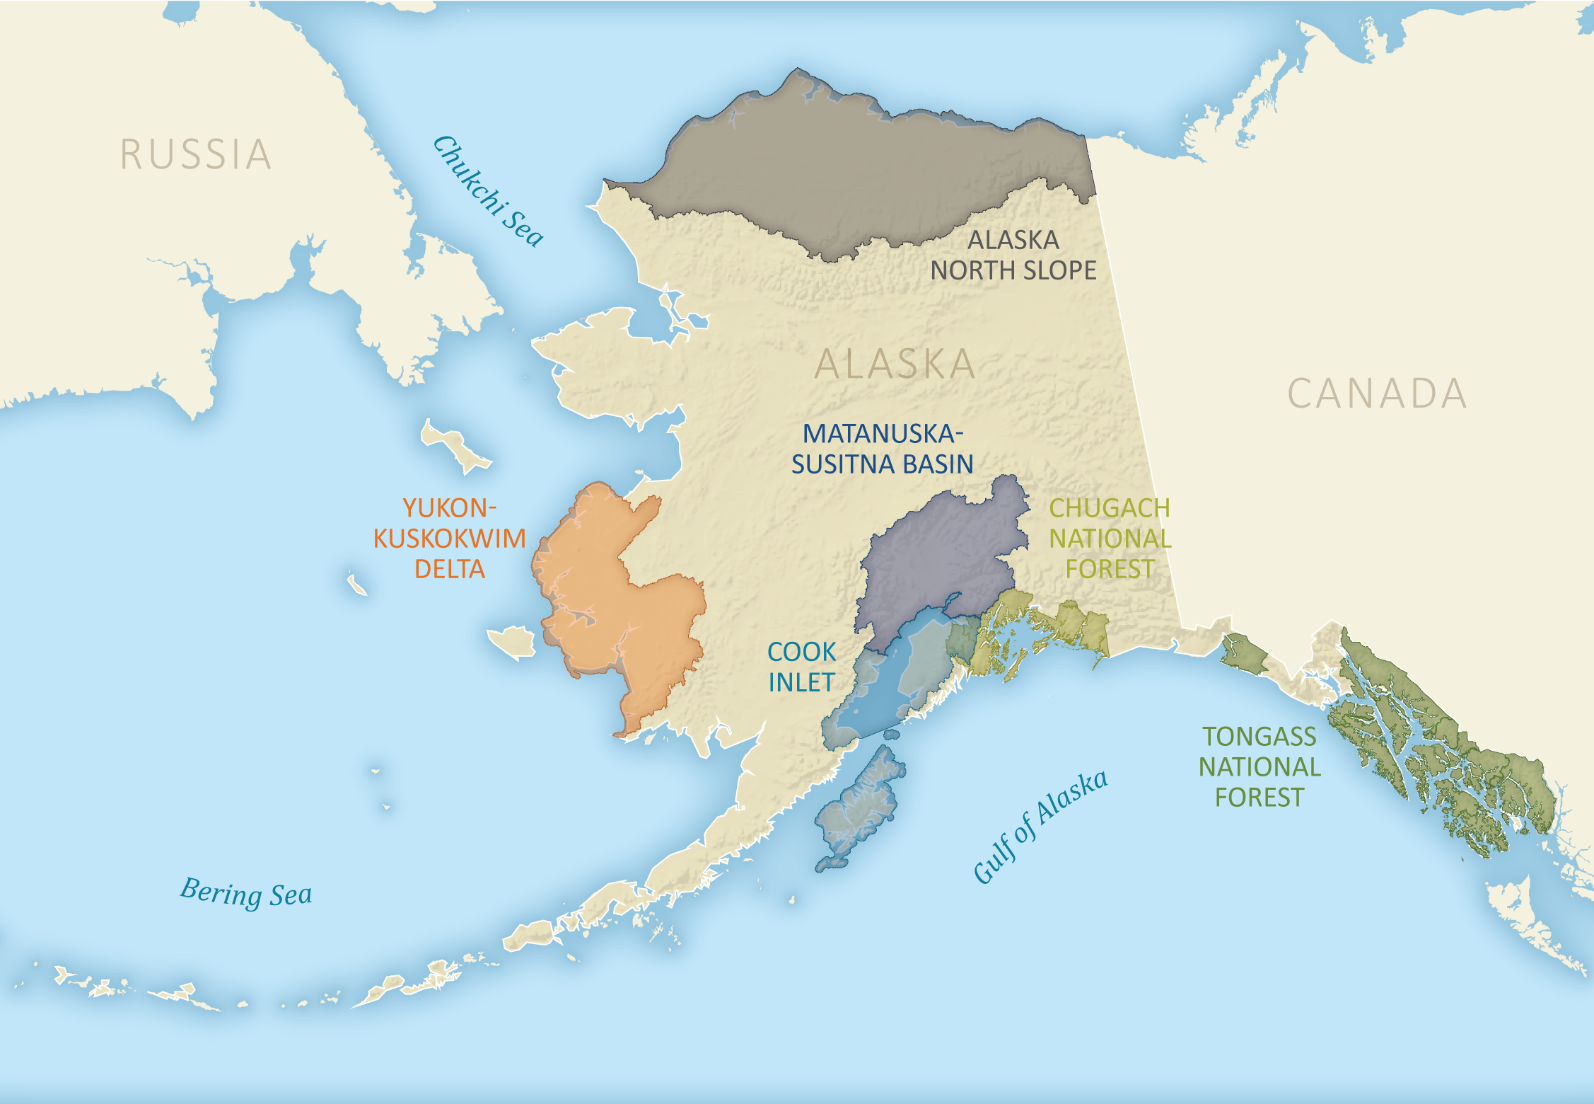 RUSSIA
Chukchi Sea
ALASKA
NORTH SLOPE
ALASKA
CANADA
MATANUSKA-
SUSITNA BASIN
YUKON-
KUSKOKWIM
DELTA
CHUGACH
NATIONAL
FOREST
COOK
INLET
TONGASS
NATIONAL
FOREST
Gulf of Alaska
Bering Sea